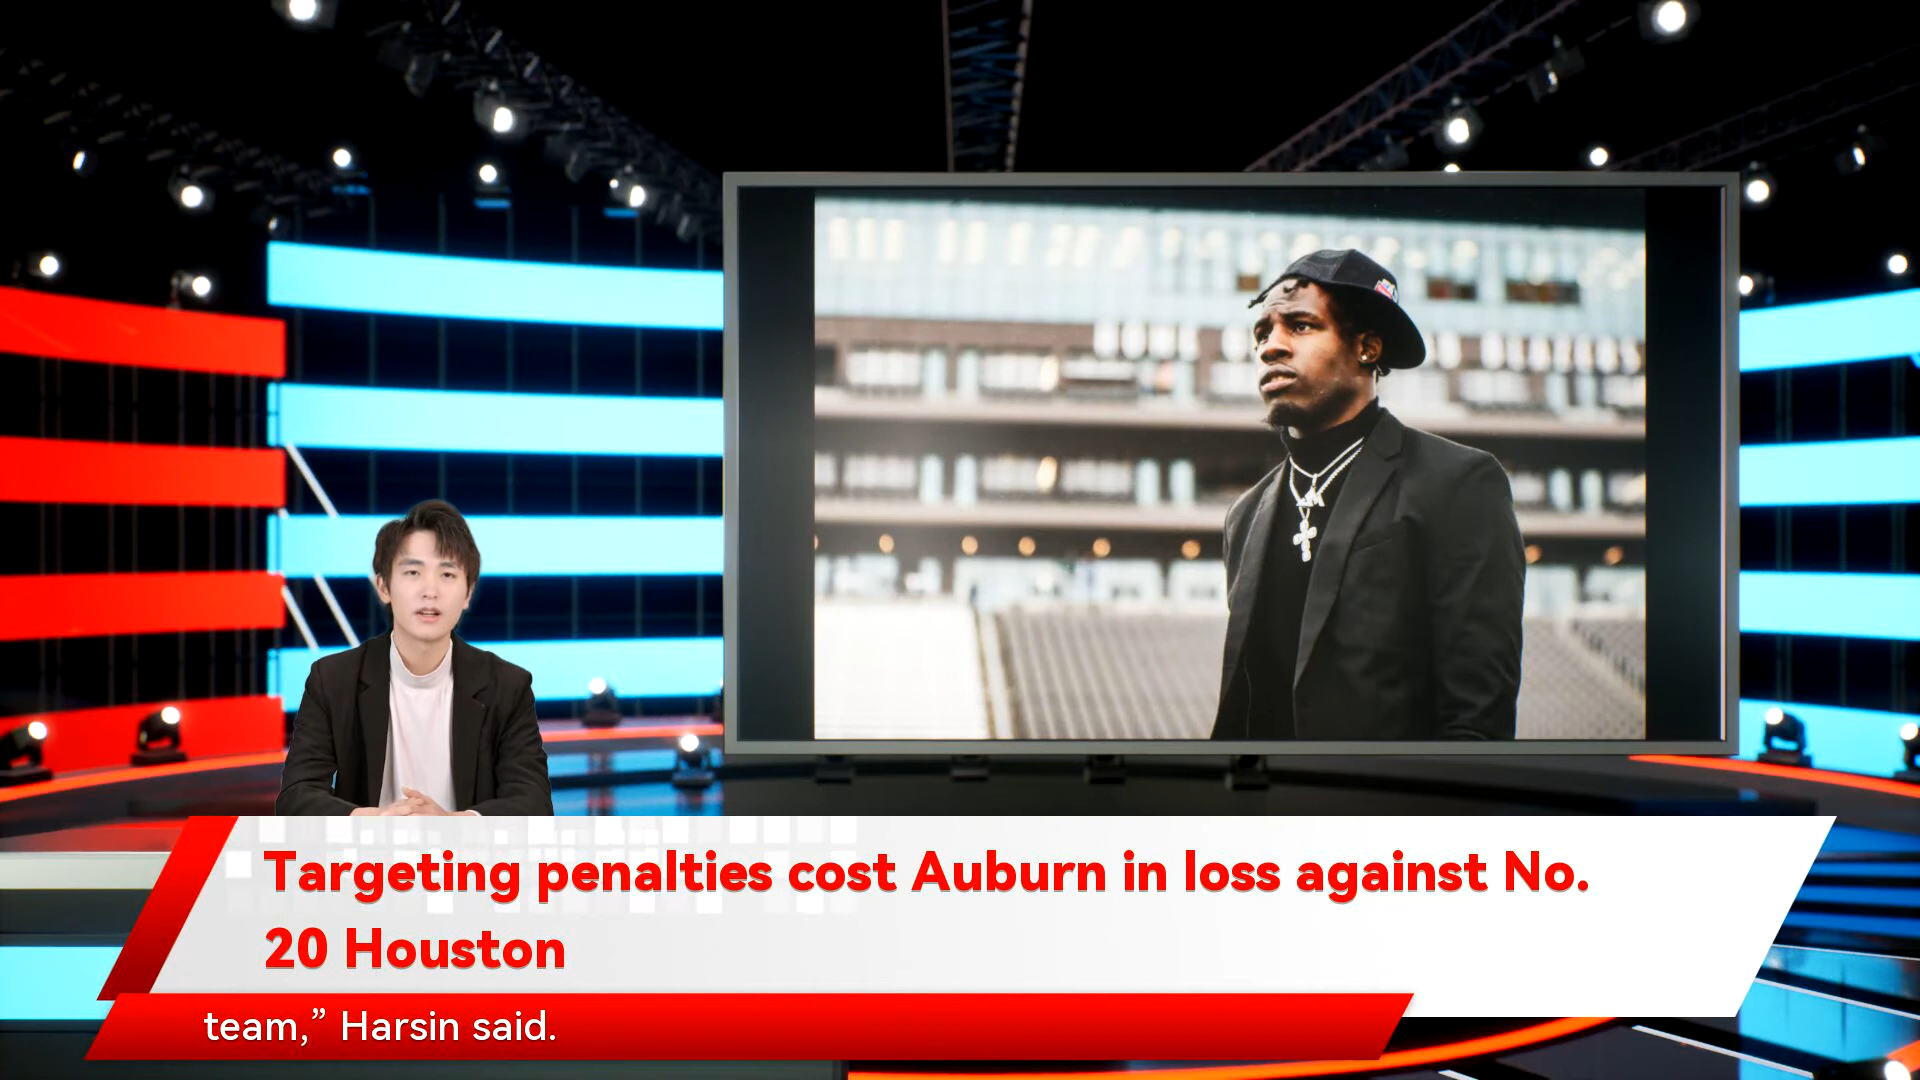 Targeting penalties cost Auburn in loss against No.
20 Houston
team,” Harsin said.